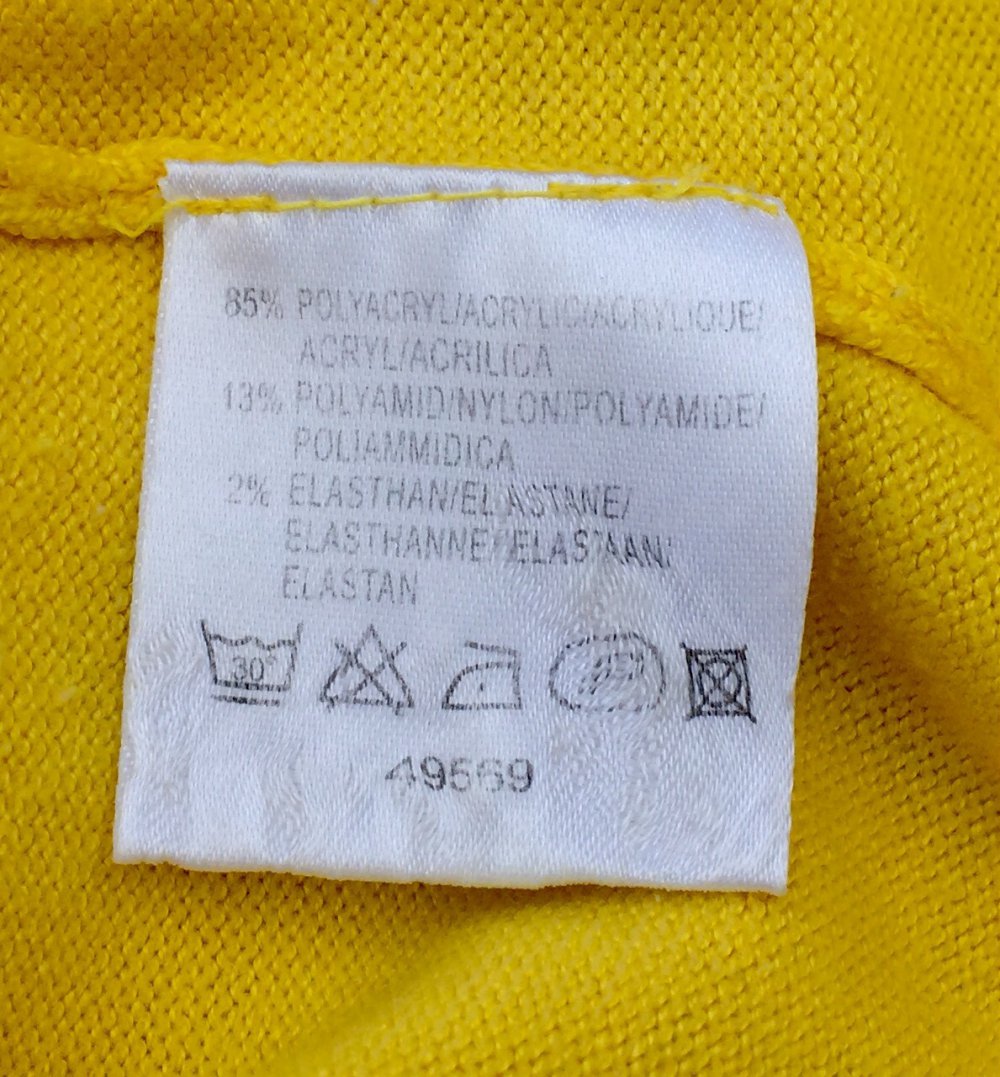 85% POLYACRYL/ACRYLIC/ACRYLIQUE/
ACRYL/ACRILICA
13% POLYAMID/NYLON/POLYAMIDE/
POLIAMMIDICA
2% ELASTHAN/ELASTANE/
ELASTHANNE/ELASTAAN/
ELASTAN
30°
49569